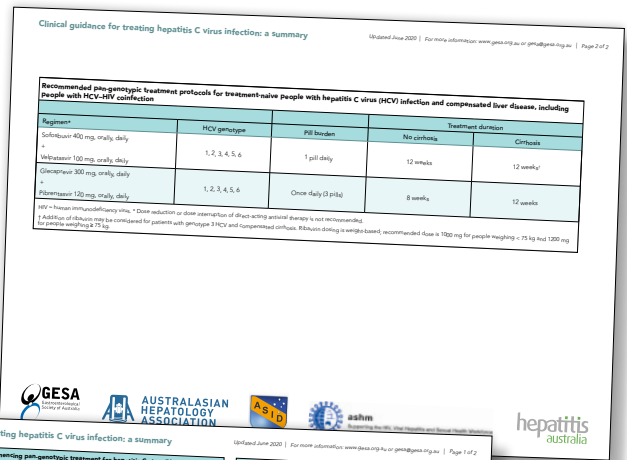 Clinical guidance for treating hepatitis C virus infection: a summary
Updated June 2020 | For more information: www.gesa.org.au or gesa@gesa.org.au | Page 2 of 2
Recommended pan-genotypic treatment protocols for treatment-naive people with hepatitis C virus (HCV) infection and compensated liver disease, including
people with HCV–HIV coinfection
Treatment duration
Regimen* HCV genotype Pill burden No cirrhosis Cirrhosis
Sofosbuvir 400 mg, orally, daily
+
Velpatasvir 100 mg, orally, daily
1, 2, 3, 4, 5, 6 1 pill daily 12 weeks 12 weeks†
Glecaprevir 300 mg, orally, daily
+
Pibrentasvir 120 mg, orally, daily
1, 2, 3, 4, 5, 6 Once daily (3 pills) 8 weeks 12 weeks
HIV = human immunodeficiency virus. * Dose reduction or dose interruption of direct-acting antiviral therapy is not recommended.
† Addition of ribavirin may be considered for patients with genotype 3 HCV and compensated cirrhosis. Ribavirin dosing is weight-based; recommended dose is 1000 mg for people weighing < 75 kg and 1200 mg
for people weighing ≥ 75 kg.
GESA
Gastroenterological
Society of Australia
AUSTRALASIAN
HEPATOLOGY
ASSOCIATION
ASID
ashm
Supporting the HIV, Viral Hepatitis and Sexual Health Workforce
hepatitis
australia
ting hepatitis C virus infection: a summary
Updated June 2020 | For more information: www.gesa.org.au or gesa@gesa.org.au | Page 1 of 2